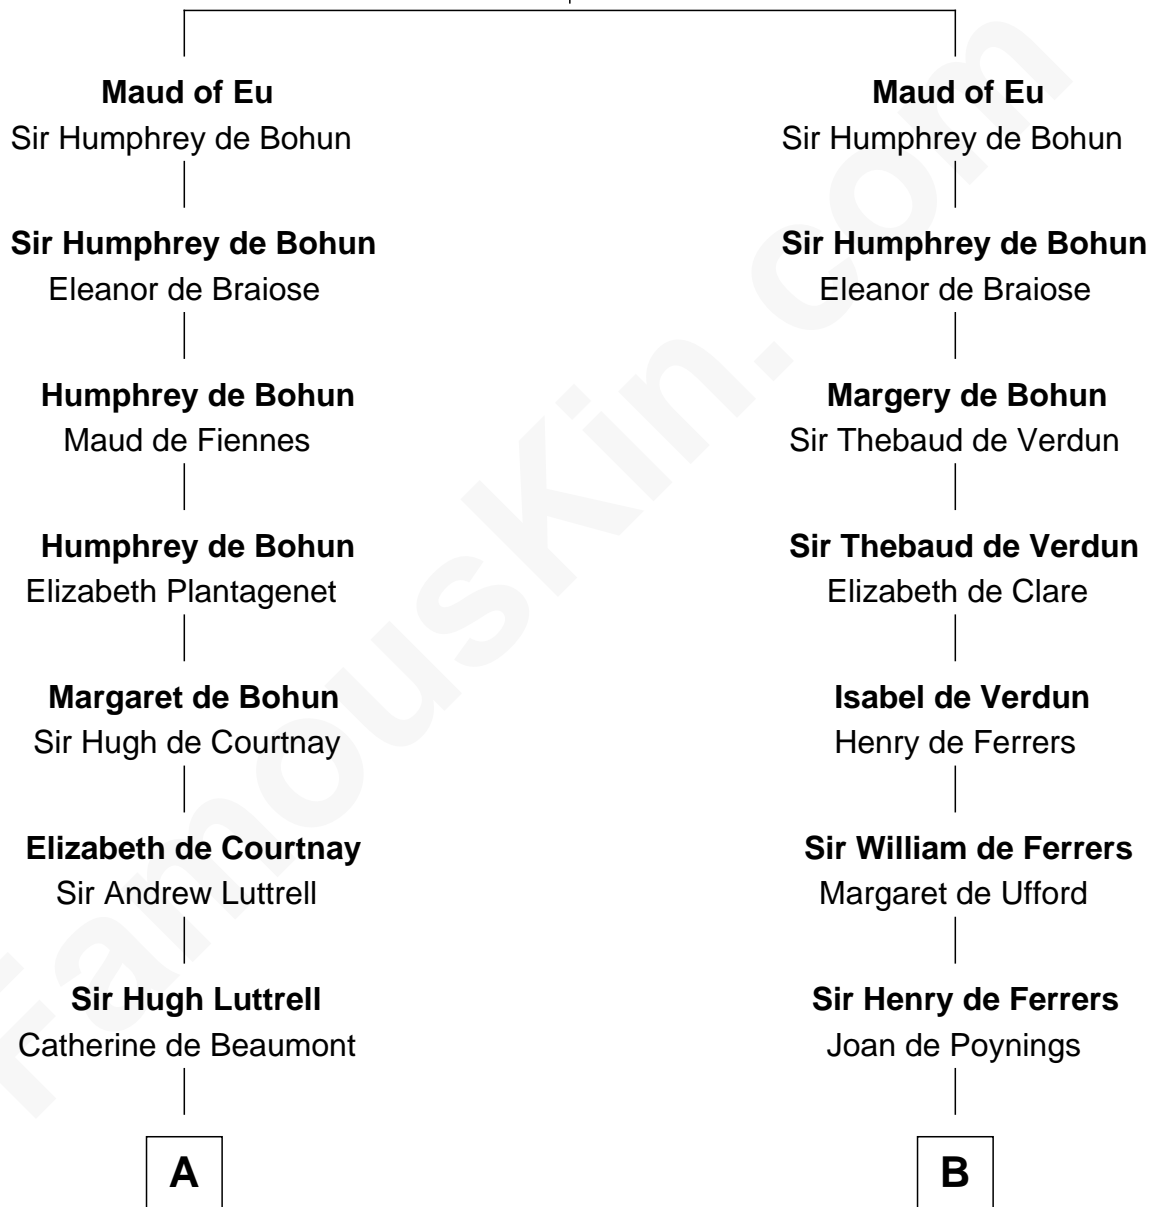 Maud of Eu
Sir Humphrey de Bohun
Sir Humphrey de Bohun
Eleanor de Braiose
Humphrey de Bohun
Maud de Fiennes
Humphrey de Bohun
Elizabeth Plantagenet
Margaret de Bohun
Sir Hugh de Courtnay
Elizabeth de Courtnay
Sir Andrew Luttrell
Sir Hugh Luttrell
Catherine de Beaumont
A
Maud of Eu
Sir Humphrey de Bohun
Sir Humphrey de Bohun
Eleanor de Braiose
Margery de Bohun
Sir Thebaud de Verdun
Sir Thebaud de Verdun
Elizabeth de Clare
Isabel de Verdun
Henry de Ferrers
Sir William de Ferrers
Margaret de Ufford
Sir Henry de Ferrers
Joan de Poynings
B
FamousKin.com